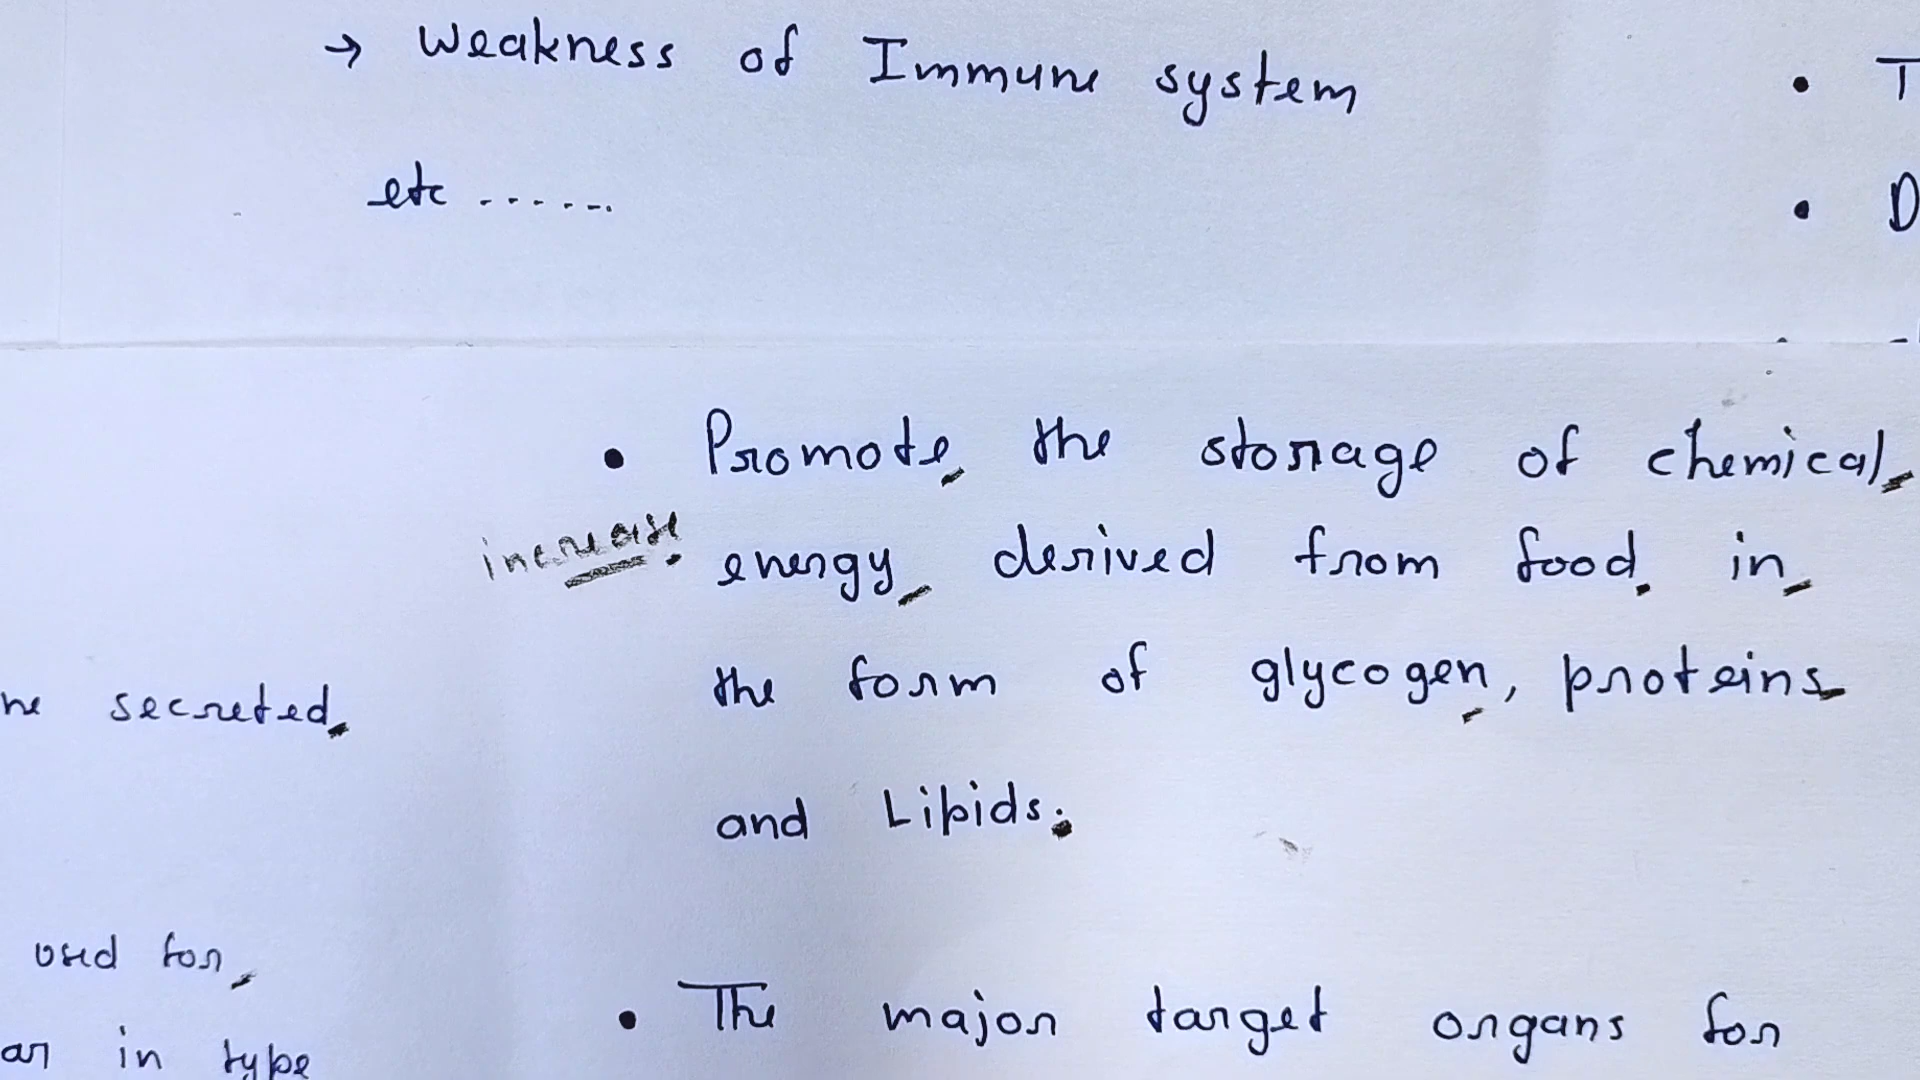 → Weakness of Immune system
etc ......
• Promote the storage of chemical
increase
energy derived from food in
the form of glycogen, proteins
and Lipids.
• The major target organs for
secreted
used for
in type
• T
• D